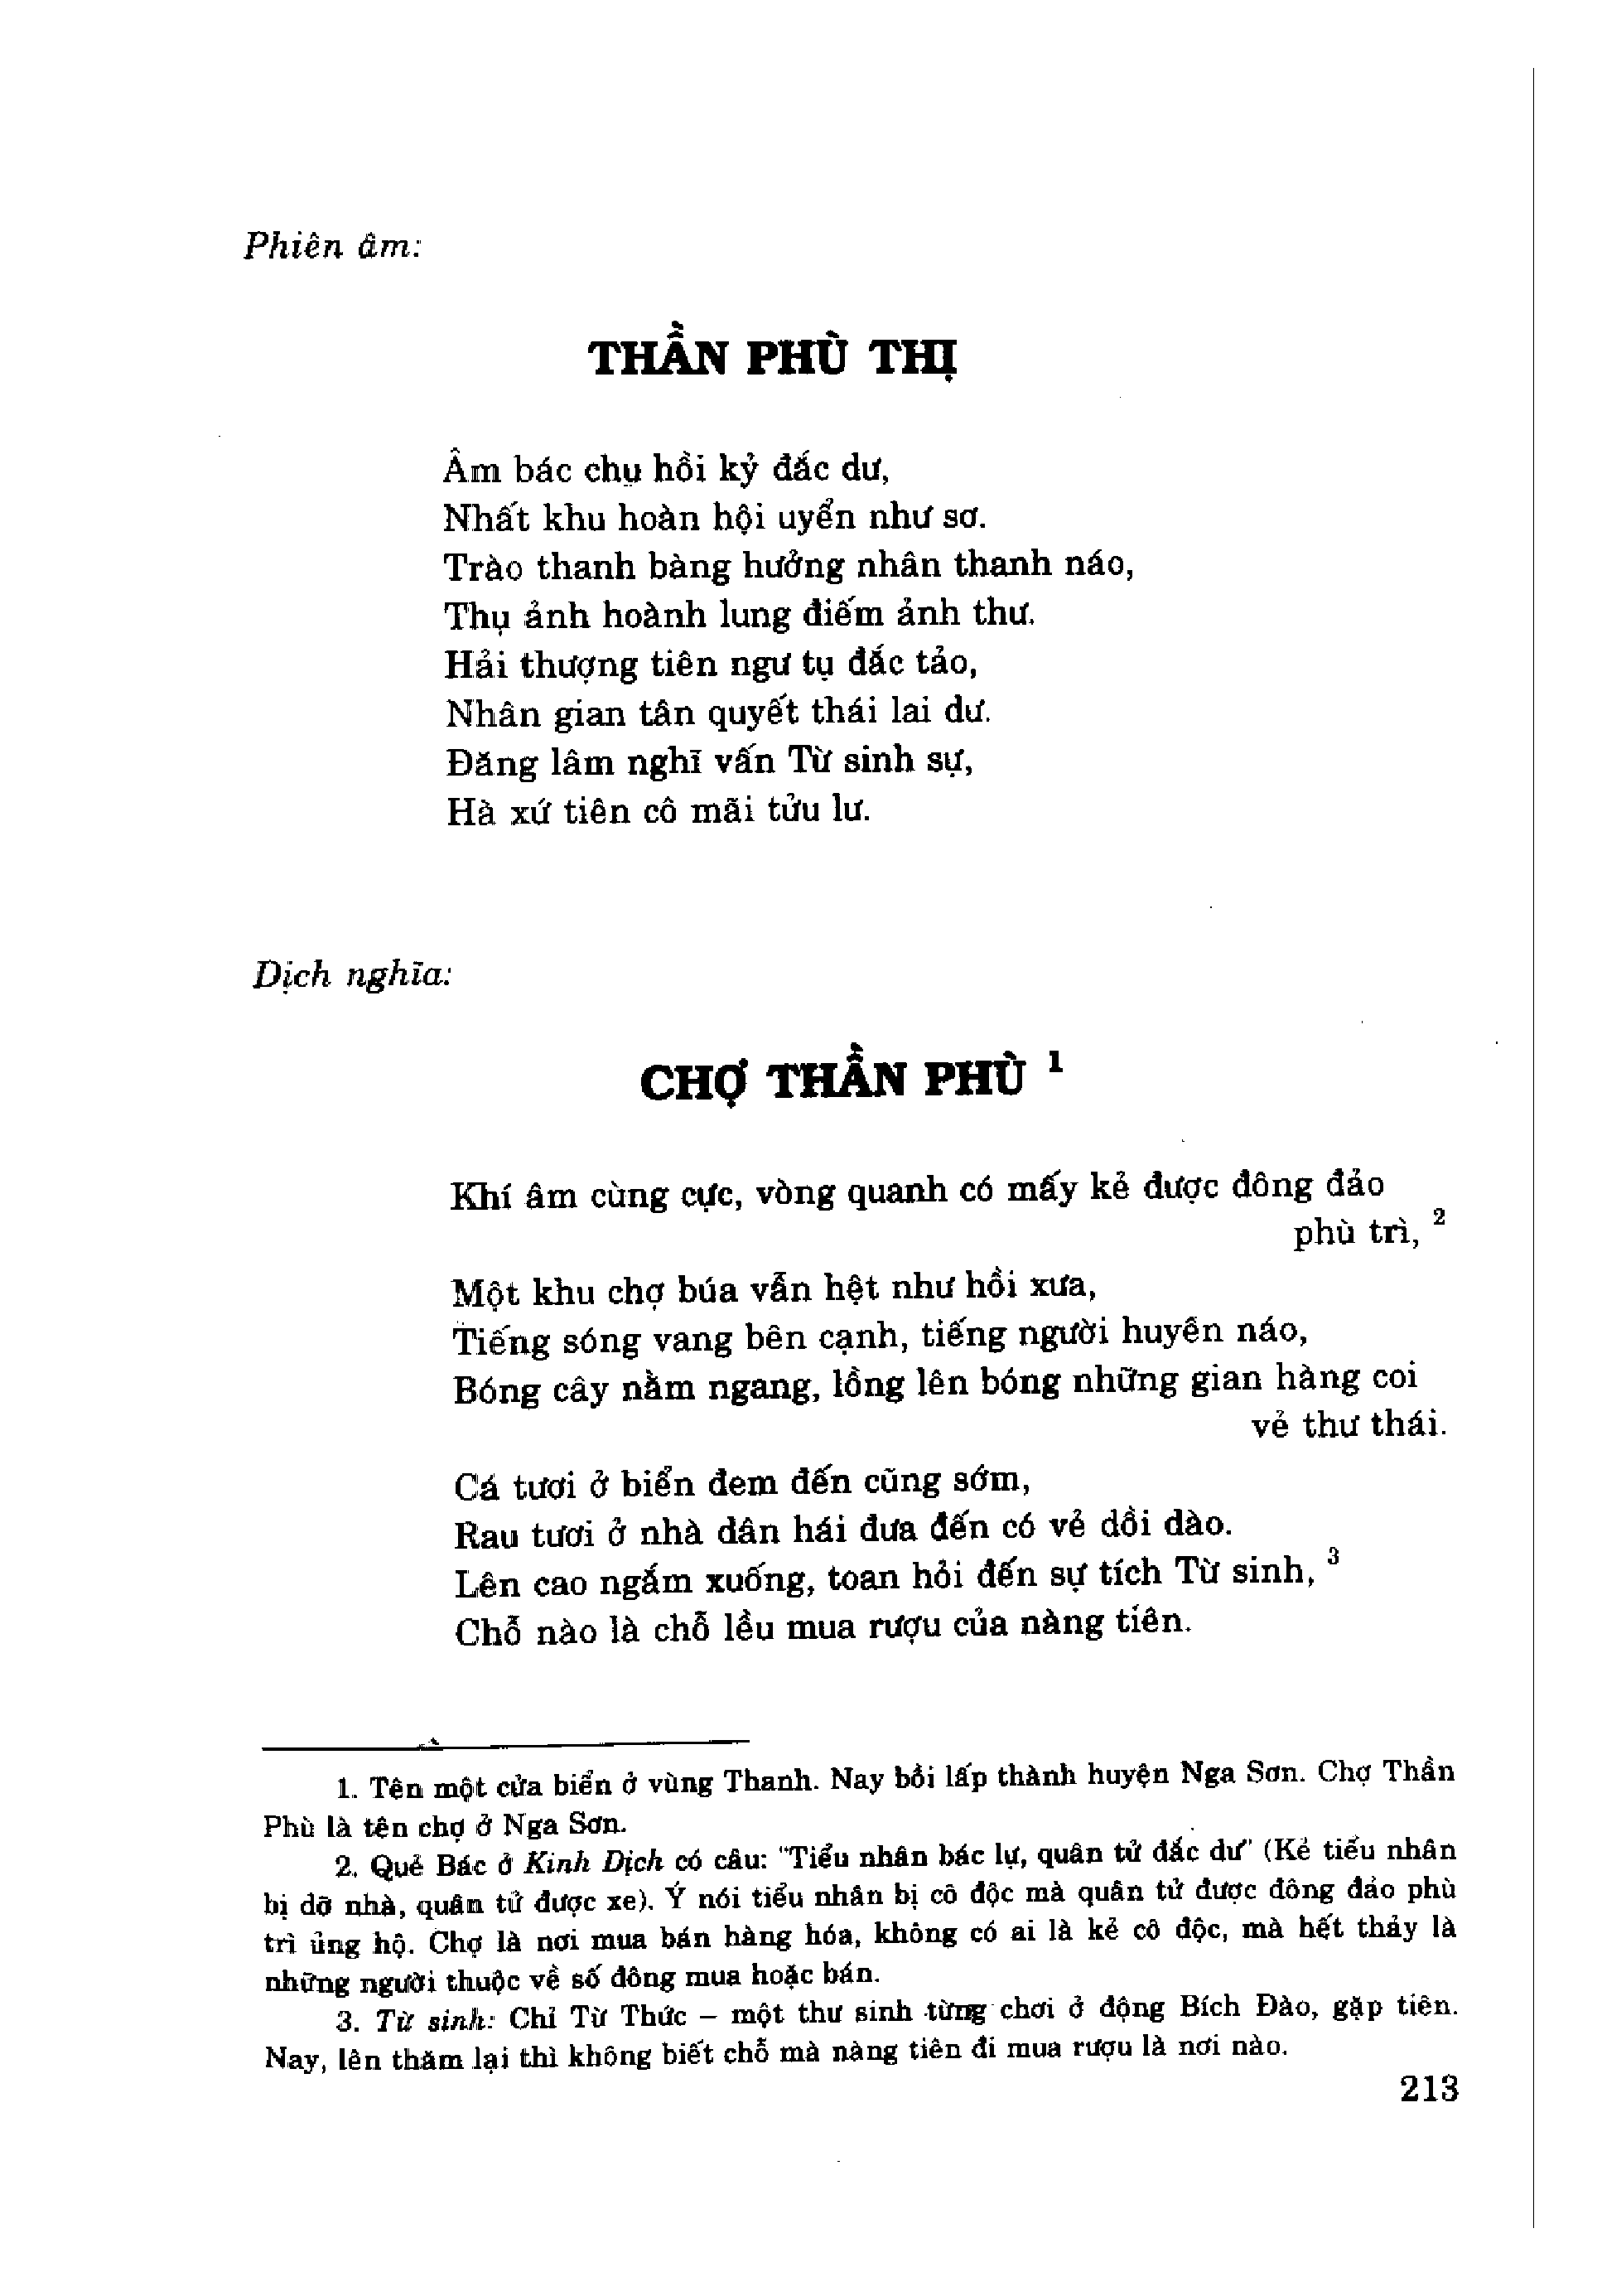 Phiên âm:
THẦN PHÙ THỊ
Âm bác chu hồi kỷ đắc dư,
Nhất khu hoàn hội uyển như sơ.
Trào thanh bàng hưởng nhân thanh náo,
Thụ ảnh hoành lung điếm ảnh thư.
Hải thượng tiên ngư tụ đắc tảo,
Nhân gian tân quyết thái lai dư.
Đăng lâm nghĩ vấn Từ sinh sự,
Hà xứ tiên cô mãi tửu lư.
Dịch nghĩa:
CHỢ THẦN PHÙ 1
Khí âm cùng cực, vòng quanh có mấy kẻ được đông đảo
phù trì, 2
Một khu chợ búa vẫn hệt như hồi xưa,
Tiếng sóng vang bên cạnh, tiếng người huyên náo,
Bóng cây nằm ngang, lồng lên bóng những gian hàng coi
vẻ thư thái.
Cá tươi ở biển đem đến cũng sớm,
Rau tươi ở nhà dân hái đưa đến có vẻ dồi dào.
Lên cao ngắm xuống, toan hỏi đến sự tích Từ sinh, 3
Chỗ nào là chỗ lều mua rượu của nàng tiên.
1. Tên một cửa biển ở vùng Thanh. Nay bồi lấp thành huyện Nga Sơn. Chợ Thần
Phù là tên chợ ở Nga Sơn.
2. Quẻ Bác ở Kinh Dịch có câu: "Tiểu nhân bác lự, quân tử đắc dư" (Kẻ tiểu nhân
bị dỡ nhà, quân tử được xe). Ý nói tiểu nhân bị cô độc mà quân tử được đông đảo phù
trì ủng hộ. Chợ là nơi mua bán hàng hóa, không có ai là kẻ cô độc, mà hết thảy là
những người thuộc về số đông mua hoặc bán.
3. Từ sinh: Chỉ Từ Thức – một thư sinh từng chơi ở động Bích Đào, gặp tiên.
Nay, lên thăm lại thì không biết chỗ mà nàng tiên đi mua rượu là nơi nào.
213